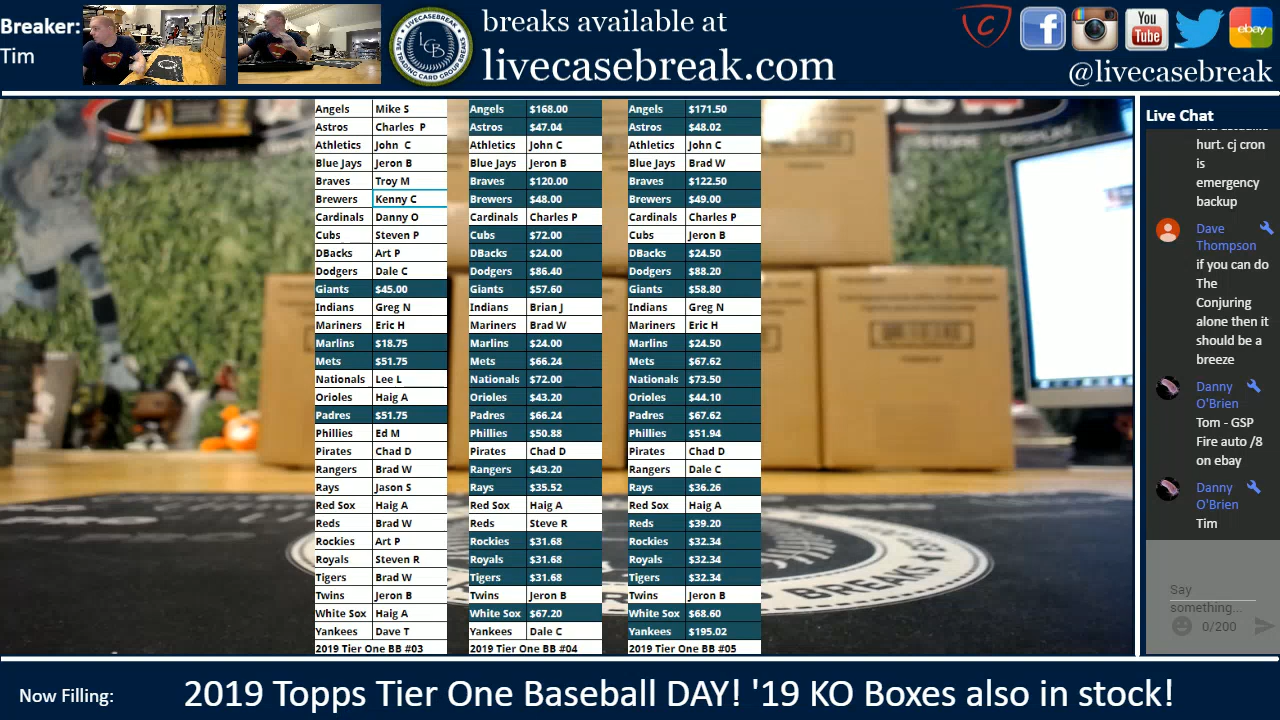 Breaker:
Tim
breaks available at
livecasebreak.com
LIVECASEBREAK
LCB
LIVE TRADING CARD GROUP BREAKS
You
Tube
ebay
@livecasebreak
Angels Mike S
Astros Charles P
Athletics John C
Blue Jays Jeron B
Braves Troy M
Brewers Kenny C
Cardinals Danny O
Cubs Steven P
DBacks Art P
Dodgers Dale C
Giants $45.00
Indians Greg N
Mariners Eric H
Marlins $18.75
Mets $51.75
Nationals Lee L
Orioles Haig A
Padres $51.75
Phillies Ed M
Pirates Chad D
Rangers Brad W
Rays Jason S
Red Sox Haig A
Reds Brad W
Rockies Art P
Royals Steven R
Tigers Brad W
Twins Jeron B
White Sox Haig A
Yankees Dave T
2019 Tier One BB #03
Angels $168.00
Astros $47.04
Athletics John C
Blue Jays Jeron B
Braves $120.00
Brewers $48.00
Cardinals Charles P
Cubs $72.00
DBacks $24.00
Dodgers $86.40
Giants $57.60
Indians Brian J
Mariners Brad W
Marlins $24.00
Mets $66.24
Nationals $72.00
Orioles $43.20
Padres $66.24
Phillies $50.88
Pirates Chad D
Rangers $43.20
Rays $35.52
Red Sox Haig A
Reds Steve R
Rockies $31.68
Royals $31.68
Tigers $31.68
Twins Jeron B
White Sox $67.20
Yankees Dale C
2019 Tier One BB #04
Angels $171.50
Astros $48.02
Athletics John C
Blue Jays Brad W
Braves $122.50
Brewers $49.00
Cardinals Charles P
Cubs Jeron B
DBacks $24.50
Dodgers $88.20
Giants $58.80
Indians Greg N
Mariners Eric H
Marlins $24.50
Mets $67.62
Nationals $73.50
Orioles $44.10
Padres $67.62
Phillies $51.94
Pirates Chad D
Rangers Dale C
Rays $36.26
Red Sox Haig A
Reds $39.20
Rockies $32.34
Royals $32.34
Tigers $32.34
Twins Jeron B
White Sox $68.60
Yankees $195.02
2019 Tier One BB #05
BREAKS
Live Chat
hurt. cj cron
is
emergency
backup
Dave
Thompson
if you can do
The
Conjuring
alone then it
should be a
breeze
Danny
O'Brien
Tom - GSP
Fire auto /8
on ebay
Danny
O'Brien
Tim
Say
something...
0/200
Now Filling:
2019 Topps Tier One Baseball DAY! '19 KO Boxes also in stock!